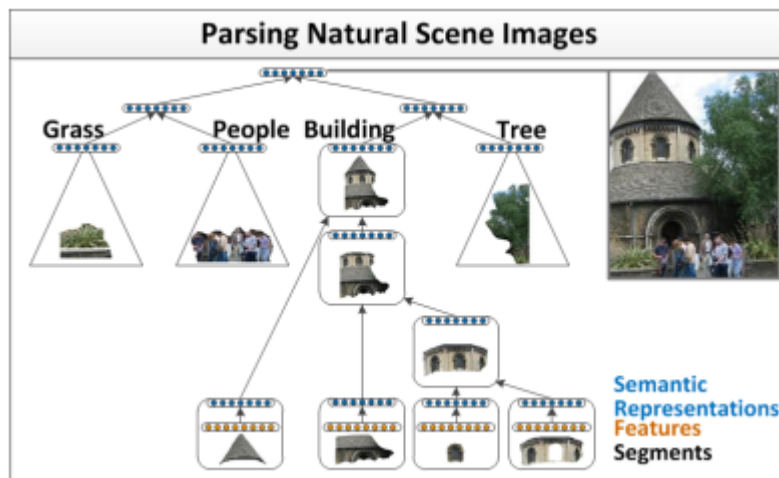 Parsing Natural Scene Images
Grass People Building Tree
Semantic
Representations
Features
Segments